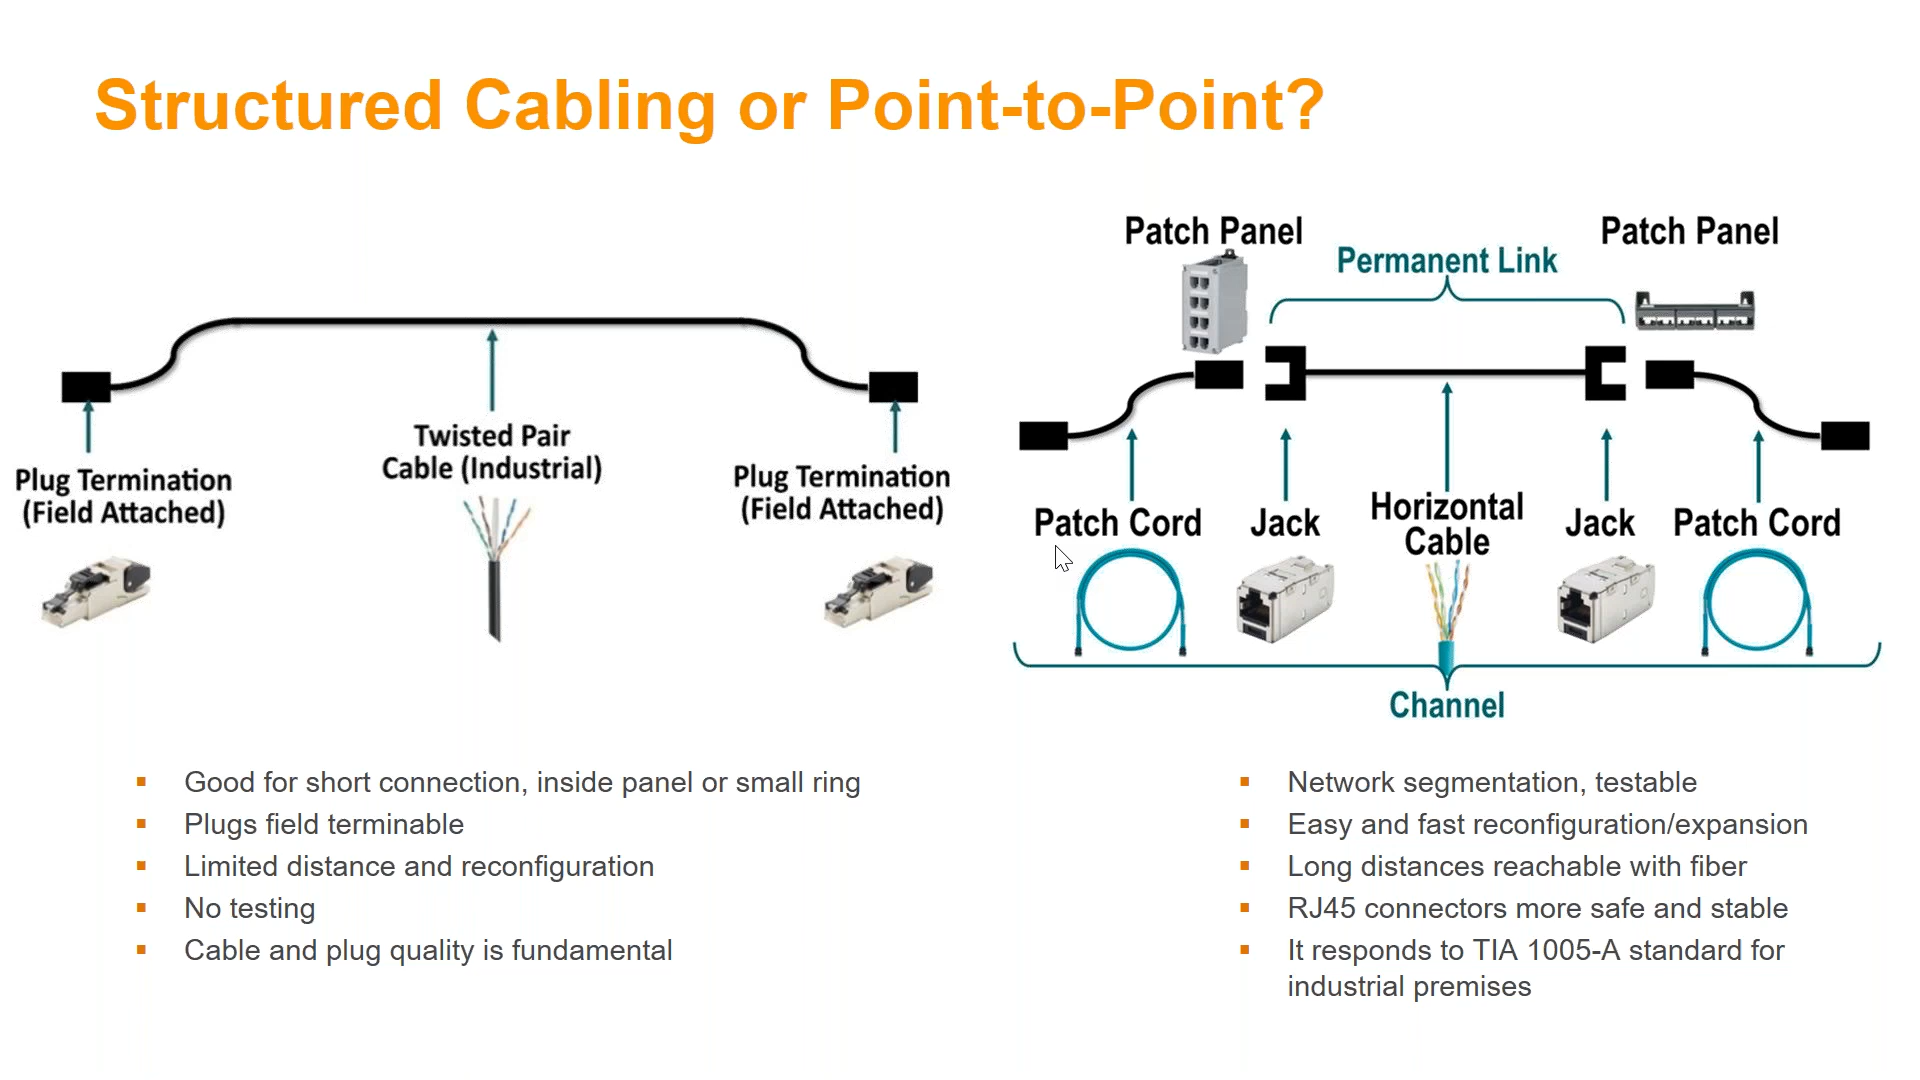 Structured Cabling or Point-to-Point?
Twisted Pair
Cable (Industrial)
Plug Termination
(Field Attached)
Plug Termination
(Field Attached)
Patch Panel
Patch Panel
Permanent Link
Patch Cord
Jack
Horizontal
Cable
Jack
Patch Cord
Channel
Good for short connection, inside panel or small ring
Plugs field terminable
Limited distance and reconfiguration
No testing
Cable and plug quality is fundamental
Network segmentation, testable
Easy and fast reconfiguration/expansion
Long distances reachable with fiber
RJ45 connectors more safe and stable
It responds to TIA 1005-A standard for
industrial premises